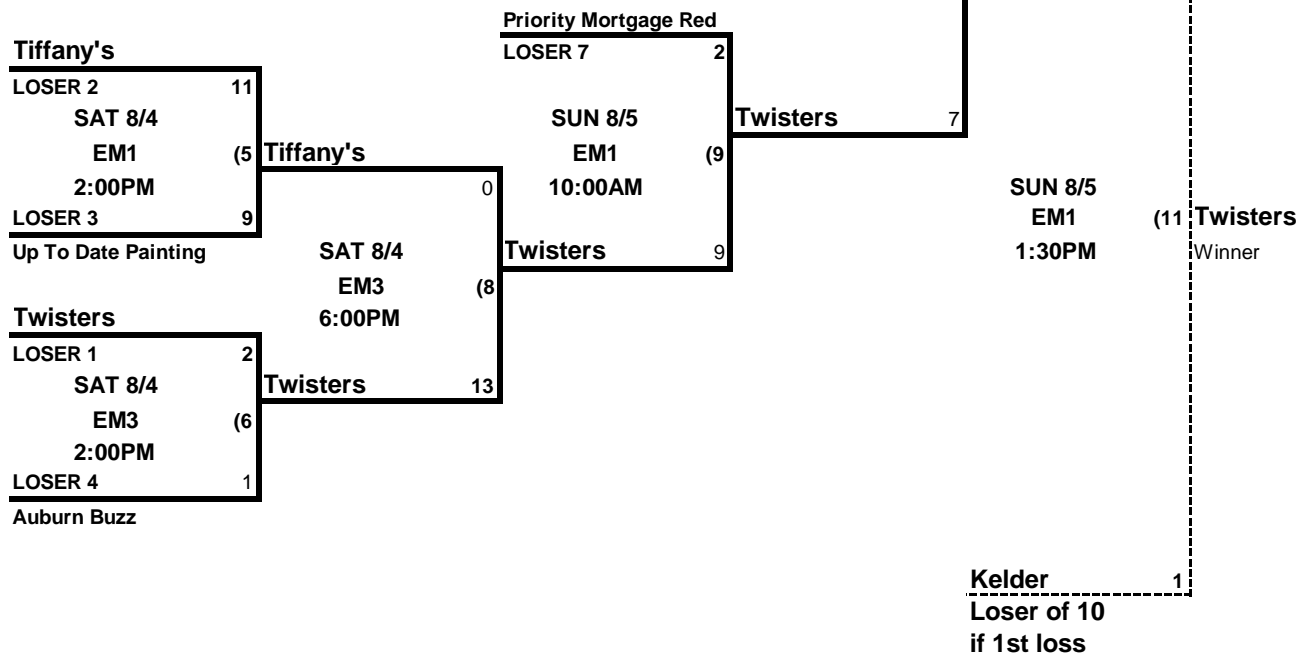 Priority Mortgage Red
Tiffany's
LOSER 7 2
LOSER 2 11
SAT 8/4
SUN 8/5
Twisters 7
EM1 (5
Tiffany's
EM1 (9
2:00PM
0
10:00AM
SUN 8/5
LOSER 3 9
EM1 (11
Twisters
Up To Date Painting
SAT 8/4
Twisters 9
1:30PM
Winner
EM3 (8
Twisters
6:00PM
LOSER 1 2
SAT 8/4
Twisters 13
EM3 (6
2:00PM
LOSER 4 1
Auburn Buzz
Kelder 1
Loser of 10
if 1st loss